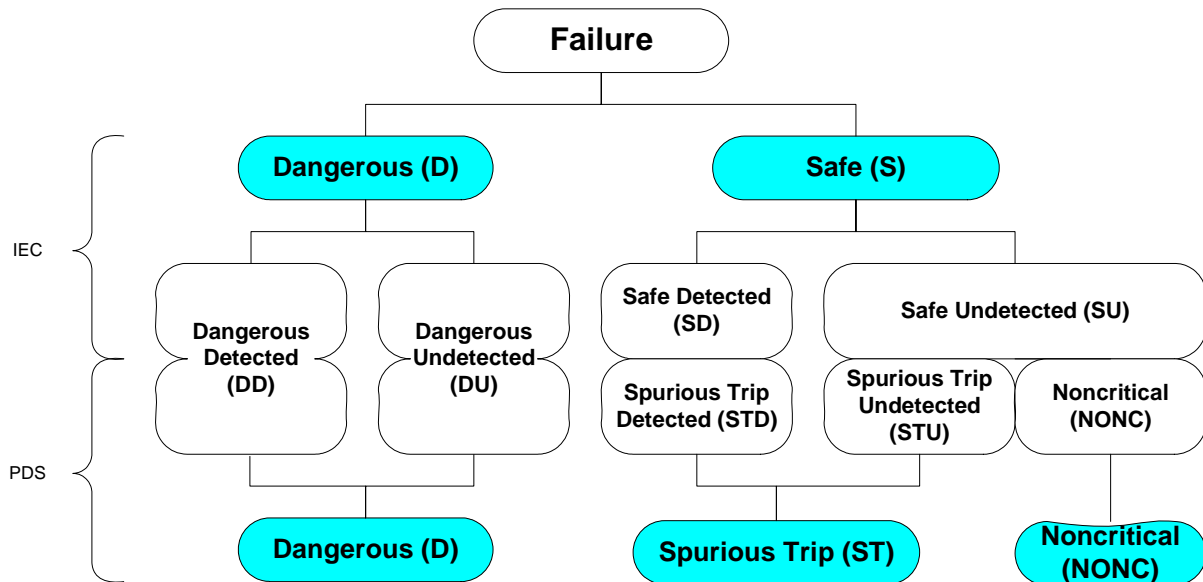 Failure
Dangerous (D)
Safe (S)
IEC
Dangerous
Detected
(DD)
Dangerous
Undetected
(DU)
Safe Detected
(SD)
Safe Undetected (SU)
Spurious Trip
Detected (STD)
Spurious Trip
Undetected
(STU)
Noncritical
(NONC)
PDS
Dangerous (D)
Spurious Trip (ST)
Noncritical
(NONC)